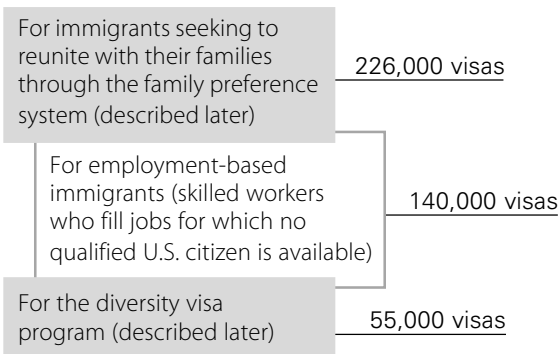 For immigrants seeking to
reunite with their families
through the family preference
system (described later)
226,000 visas
For employment-based
immigrants (skilled workers
who fill jobs for which no
qualified U.S. citizen is available)
140,000 visas
For the diversity visa
program (described later)
55,000 visas